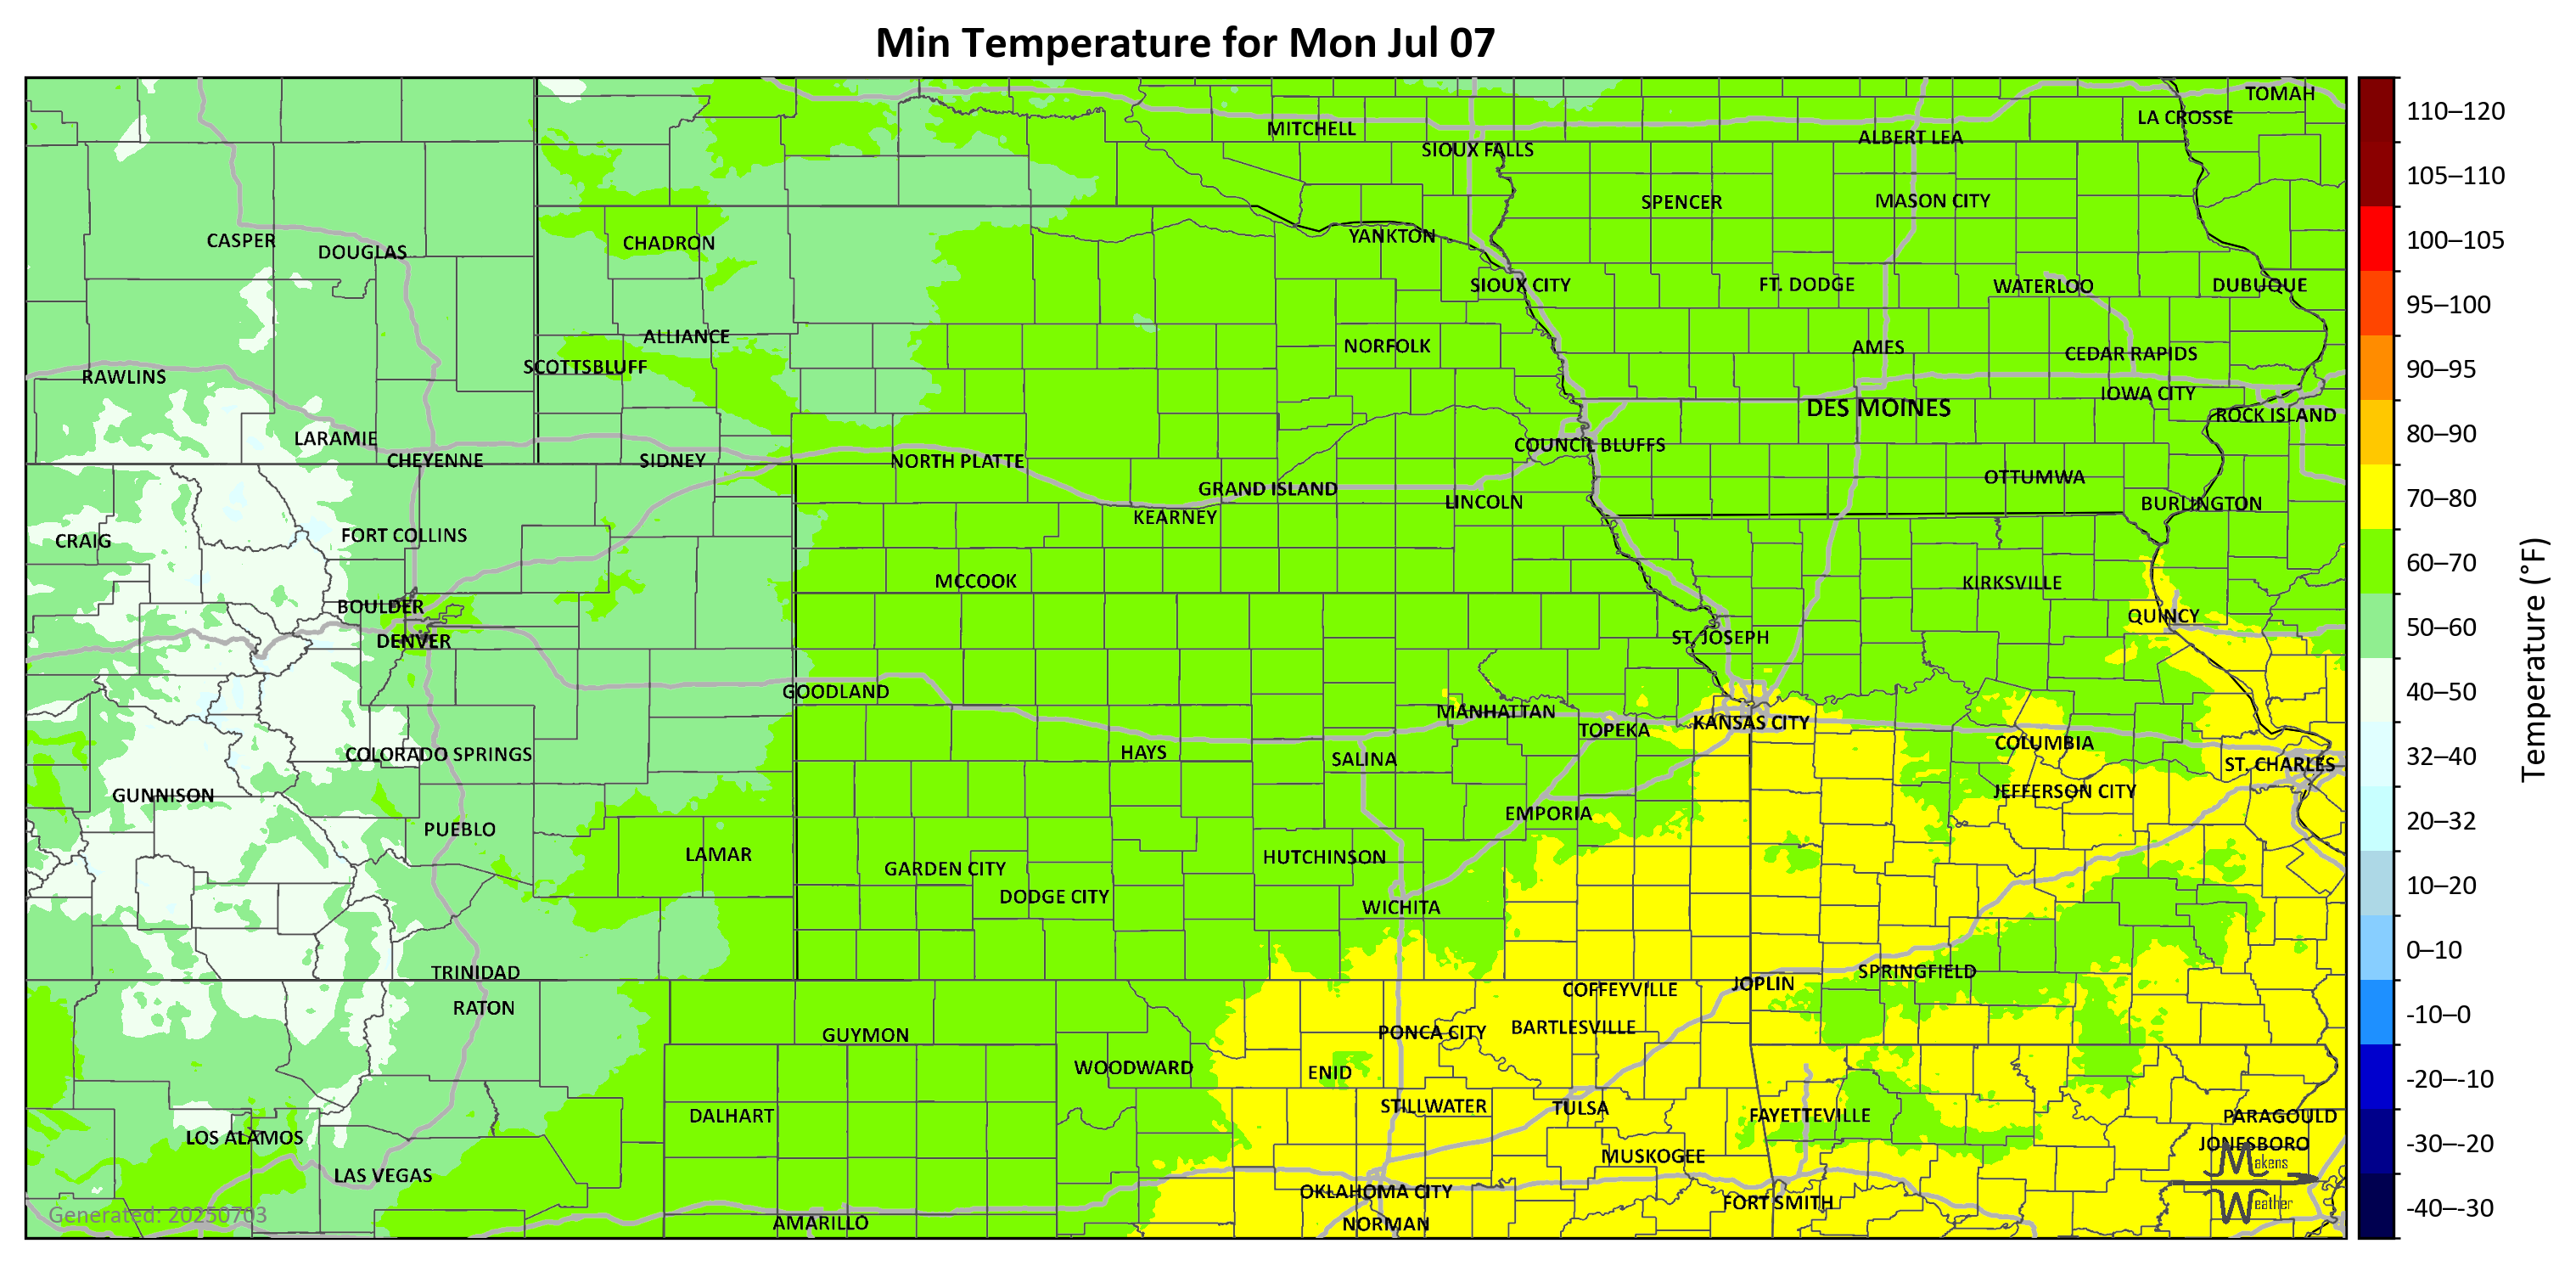 Min Temperature for Mon Jul 07
TOMAH
LA CROSSE
MITCHELL
ALBERT LEA
SIOUX FALLS
SPENCER
MASON CITY
CASPER
DOUGLAS
CHADRON
YANKTON
SIOUX CITY
FT. DODGE
WATERLOO
DUBUQUE
ALLIANCE
NORFOLK
AMES
CEDAR RAPIDS
SCOTTSBLUFF
RAWLINS
IOWA CITY
DES MOINES
ROCK ISLAND
LARAMIE
COUNCIL BLUFFS
CHEYENNE
SIDNEY
NORTH PLATTE
OTTUMWA
GRAND ISLAND
LINCOLN
BURLINGTON
KEARNEY
CRAIG
FORT COLLINS
MCCOOK
KIRKSVILLE
BOULDER
QUINCY
DENVER
ST. JOSEPH
GOODLAND
MANHATTAN
KANSAS CITY
TOPEKA
COLUMBIA
COLORADO SPRINGS
HAYS
SALINA
ST. CHARLES
GUNNISON
JEFFERSON CITY
EMPORIA
PUEBLO
LAMAR
HUTCHINSON
GARDEN CITY
DODGE CITY
WICHITA
TRINIDAD
SPRINGFIELD
JOPLIN
COFFEYVILLE
RATON
GUYMON
PONCA CITY
BARTLESVILLE
WOODWARD
ENID
DALHART
STILLWATER
TULSA
FAYETTEVILLE
PARAGOULD
LOS ALAMOS
JONESBORO
MUSKOGEE
LAS VEGAS
OKLAHOMA CITY
FORT SMITH
AMARILLO
NORMAN
Makens
Weather
Generated: 20250703
110–120
105–110
100–105
95–100
90–95
80–90
70–80
60–70
50–60
40–50
32–40
20–32
10–20
0–10
-10–0
-20–-10
-30–-20
-40–-30
Temperature (°F)